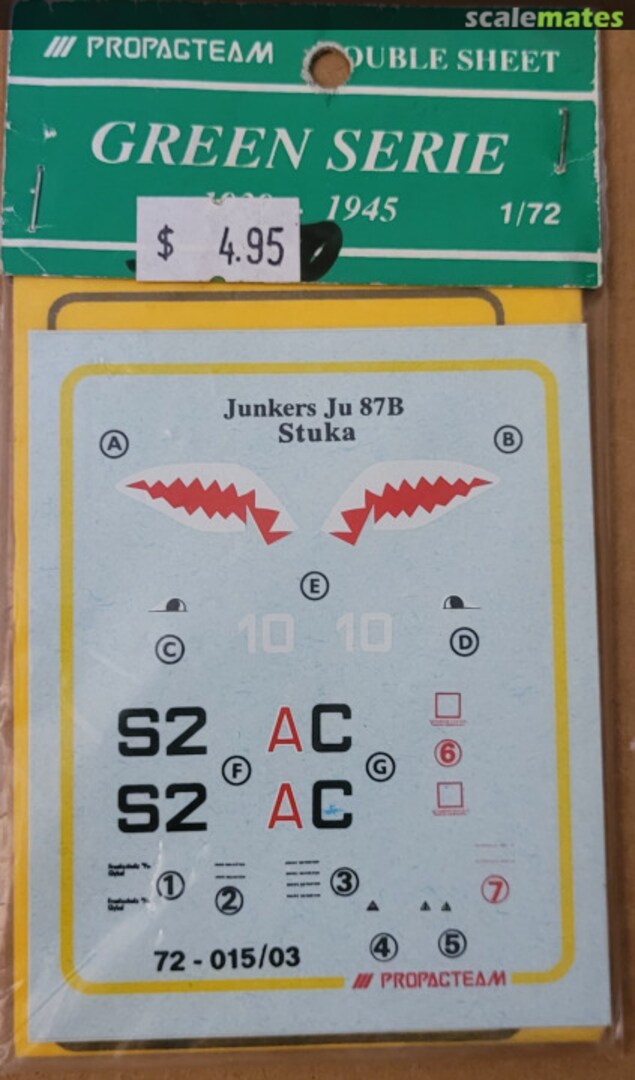 scalemates
PROPAGTEAM DOUBLE SHEET
GREEN SERIE
1945 1/72
$ 4.95
Junkers Ju 87B
Stuka
A B
E
10 10
C D
S2 AC
6
F G
S2 AC
1 2 3 7
4 5
72 - 015/03
PROPAGTEAM